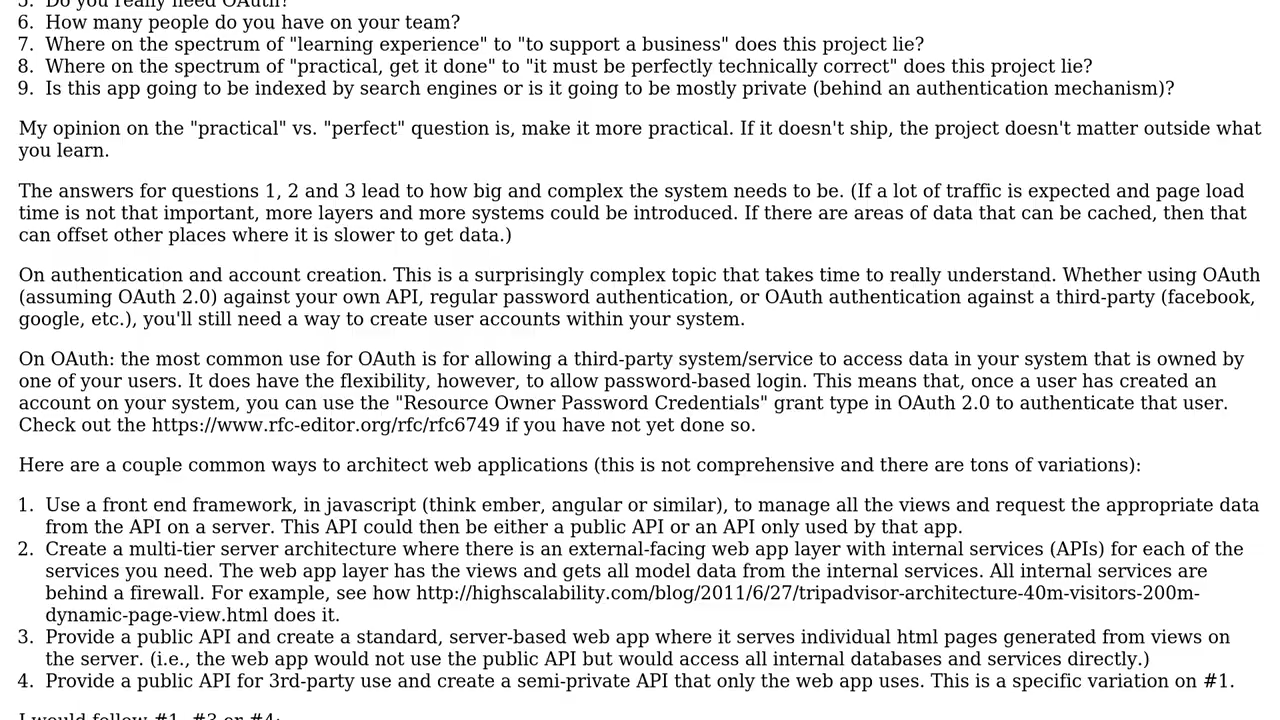 5. Do you really need OAuth?
6. How many people do you have on your team?
7. Where on the spectrum of "learning experience" to "to support a business" does this project lie?
8. Where on the spectrum of "practical, get it done" to "it must be perfectly technically correct" does this project lie?
9. Is this app going to be indexed by search engines or is it going to be mostly private (behind an authentication mechanism)?
My opinion on the "practical" vs. "perfect" question is, make it more practical. If it doesn't ship, the project doesn't matter outside what
you learn.
The answers for questions 1, 2 and 3 lead to how big and complex the system needs to be. (If a lot of traffic is expected and page load
time is not that important, more layers and more systems could be introduced. If there are areas of data that can be cached, then that
can offset other places where it is slower to get data.)
On authentication and account creation. This is a surprisingly complex topic that takes time to really understand. Whether using OAuth
(assuming OAuth 2.0) against your own API, regular password authentication, or OAuth authentication against a third-party (facebook,
google, etc.), you'll still need a way to create user accounts within your system.
On OAuth: the most common use for OAuth is for allowing a third-party system/service to access data in your system that is owned by
one of your users. It does have the flexibility, however, to allow password-based login. This means that, once a user has created an
account on your system, you can use the "Resource Owner Password Credentials" grant type in OAuth 2.0 to authenticate that user.
Check out the https://www.rfc-editor.org/rfc/rfc6749 if you have not yet done so.
Here are a couple common ways to architect web applications (this is not comprehensive and there are tons of variations):
1. Use a front end framework, in javascript (think ember, angular or similar), to manage all the views and request the appropriate data
from the API on a server. This API could then be either a public API or an API only used by that app.
2. Create a multi-tier server architecture where there is an external-facing web app layer with internal services (APIs) for each of the
services you need. The web app layer has the views and gets all model data from the internal services. All internal services are
behind a firewall. For example, see how http://highscalability.com/blog/2011/6/27/tripadvisor-architecture-40m-visitors-200m-
dynamic-page-view.html does it.
3. Provide a public API and create a standard, server-based web app where it serves individual html pages generated from views on
the server. (i.e., the web app would not use the public API but would access all internal databases and services directly.)
4. Provide a public API for 3rd-party use and create a semi-private API that only the web app uses. This is a specific variation on #1.
I would follow #1, #3 or #4: